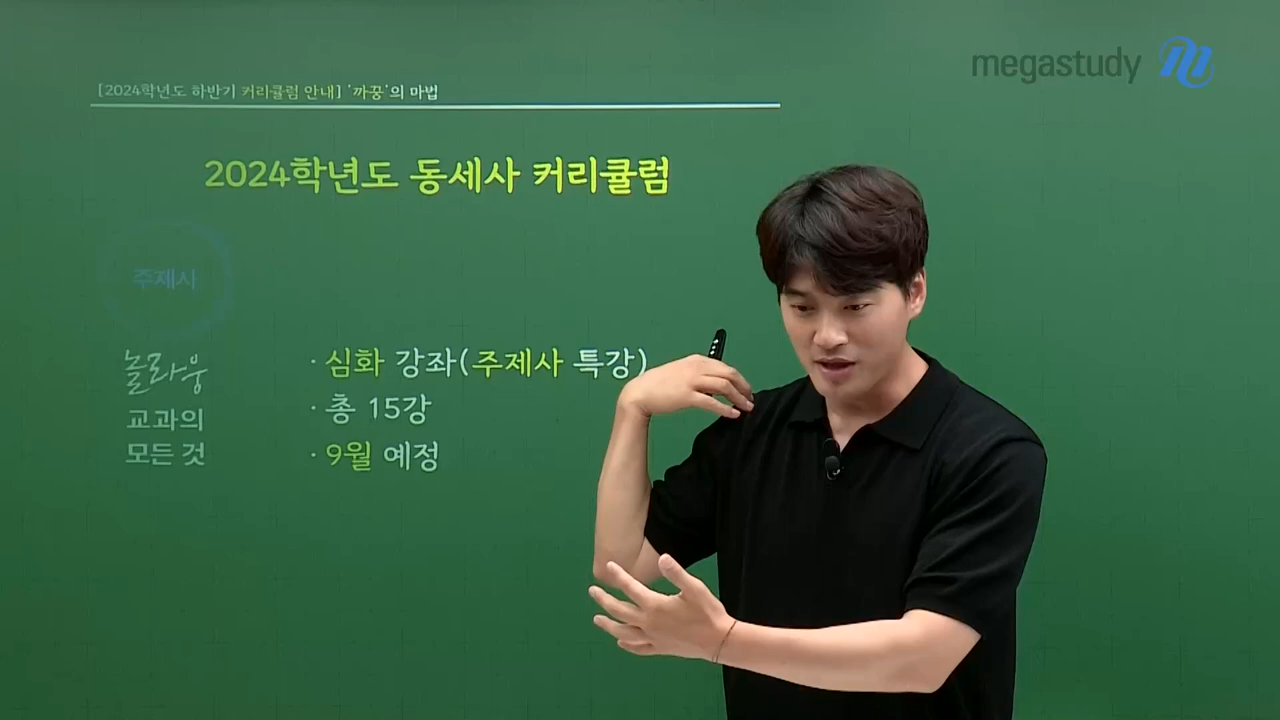 megastudy
[2024학년도 하반기 커리큘럼 안내] '까꿍'의 마법
2024학년도 동세사 커리큘럼
주제사
놀라웅
교과의
모든 것
· 심화 강좌(주제사 특강)
· 총 15강
· 9월 예정